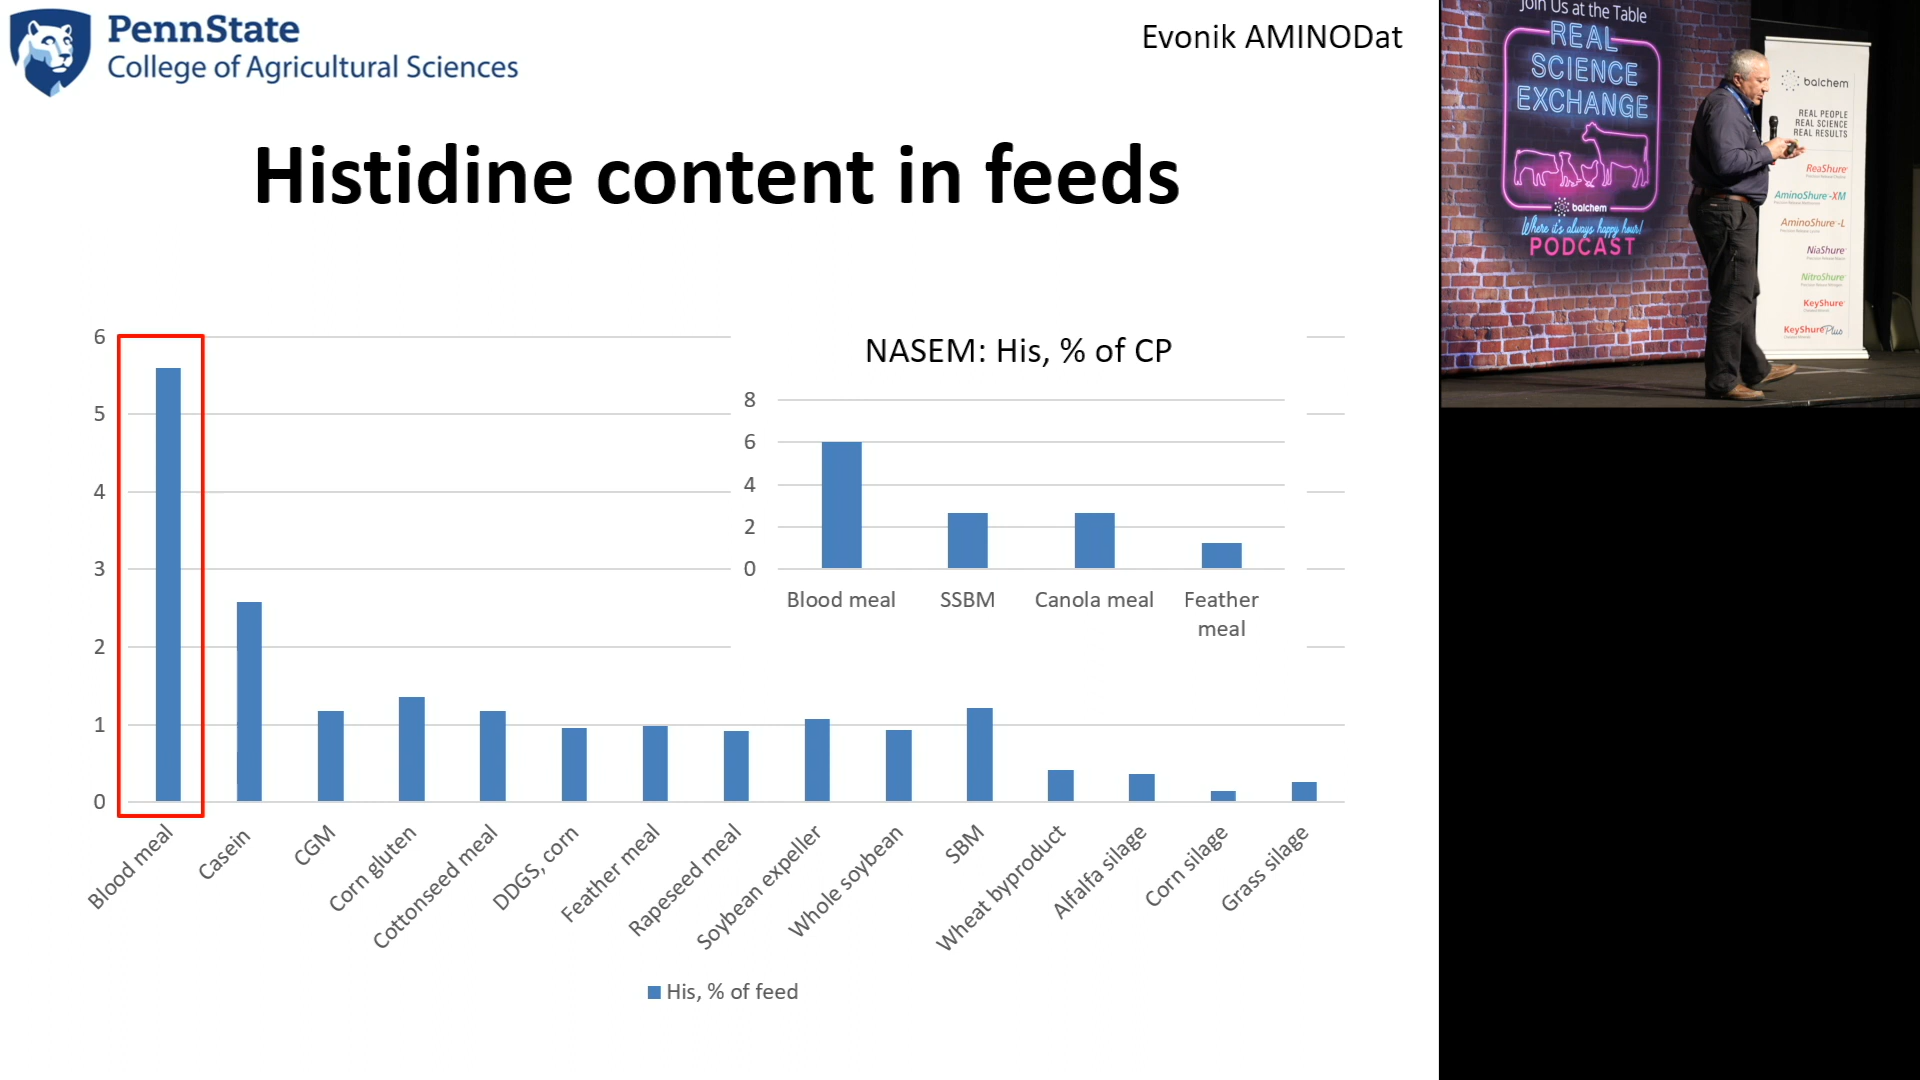 PennState
College of Agricultural Sciences
Evonik AMINODat
Histidine content in feeds
6
5
4
3
2
1
0
NASEM: His, % of CP
8
6
4
2
0
Blood meal
SSBM
Canola meal
Feather
meal
Blood meal
Casein
CGM
Corn gluten
Cottonseed meal
DDGS, corn
Feather meal
Rapeseed meal
Soybean expeller
Whole soybean
SBM
Wheat byproduct
Alfalfa silage
Corn silage
Grass silage
His, % of feed
Join Us at the Table
REAL
SCIENCE
EXCHANGE
balchem
Where it's always happy hour!
PODCAST
balchem
REAL PEOPLE
REAL SCIENCE
REAL RESULTS
ReaShure
AminoShure-XM
AminoShure-L
NiaShure
NitroShure
KeyShure
KeyShure Plus